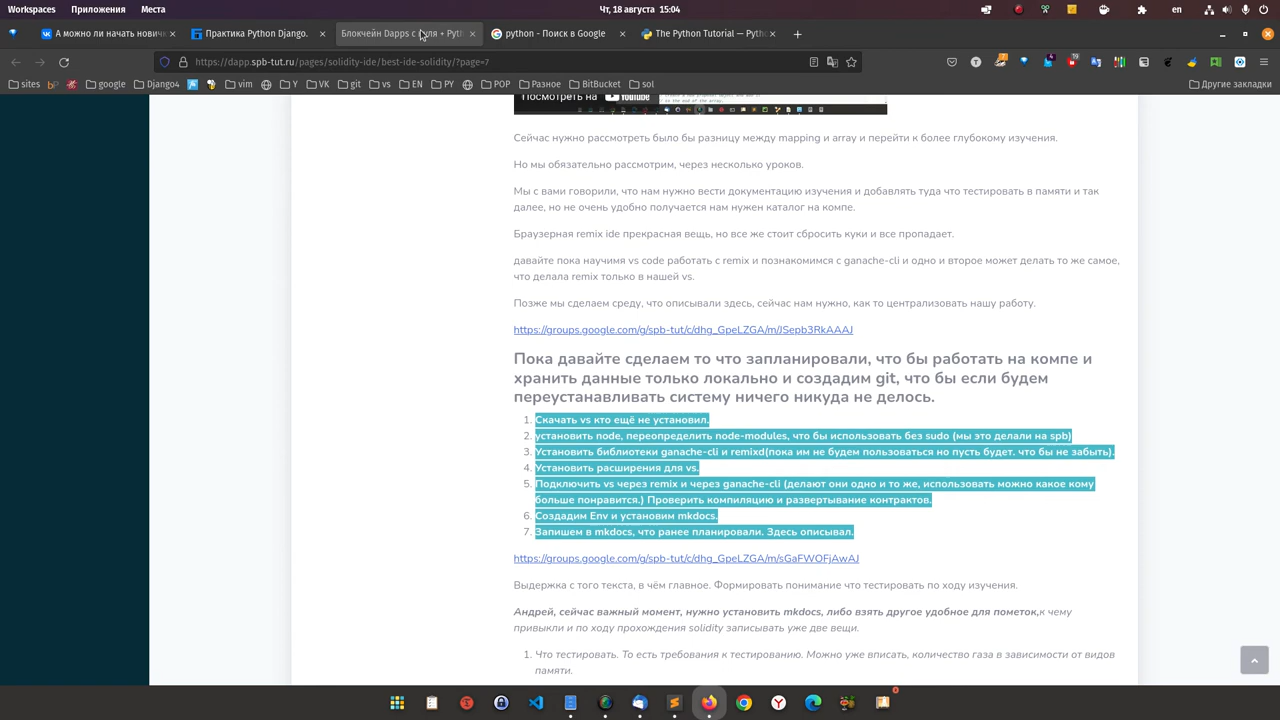 Workspaces Приложения Места Чт, 18 августа 15:04 en
А можно ли начать новичк Практика Python Django. Блокчейн Dapps с нуля + Pyth python - Поиск в Google The Python Tutorial — Pytho
https://dapp.spb-tut.ru/pages/solidity-ide/best-ide-solidity/?page=7
sites b google Django4 vim Y VK git vs EN POP Разное BitBucket sol Другие закладки
Посмотреть на YouTube
Сейчас нужно рассмотреть было бы разницу между mapping и array и перейти к более глубокому изучения.
Но мы обязательно рассмотрим, через несколько уроков.
Мы с вами говорили, что нам нужно вести документацию изучения и добавлять туда что тестировать в памяти и так
далее, но не очень удобно получается нам нужен каталог на компе.
Браузерная remix ide прекрасная вещь, но все же стоит сбросить куки и все пропадает.
давайте пока научимя vs code работать с remix и познакомимся с ganache-cli и одно и второе может делать то же самое,
что делала remix только в нашей vs.
Позже мы сделаем среду, что описывали здесь, сейчас нам нужно, как то централизовать нашу работу.
https://groups.google.com/g/spb-tut/c/dhg_GpeLZGA/m/JSepb3RkAAAJ
Пока давайте сделаем то что запланировали, что бы работать на компе и
хранить данные только локально и создадим git, что бы если будем
переустанавливать систему ничего никуда не делось.
1. Скачать vs кто ещё не установил.
2. установить node, переопределить node-modules, что бы использовать без sudo (мы это делали на spb)
3. Установить библиотеки ganache-cli и remixd(пока им не будем пользоваться но пусть будет. что бы не забыть).
4. Установить расширения для vs.
5. Подключить vs через remix и через ganache-cli (делают они одно и то же, использовать можно какое кому
больше понравится.) Проверить компиляцию и развертывание контрактов.
6. Создадим Env и установим mkdocs.
7. Запишем в mkdocs, что ранее планировали. Здесь описывал.
https://groups.google.com/g/spb-tut/c/dhg_GpeLZGA/m/sGaFWOFjAwAJ
Выдержка с того текста, в чём главное. Формировать понимание что тестировать по ходу изучения.
Андрей, сейчас важный момент, нужно установить mkdocs, либо взять другое удобное для пометок,к чему
привыкли и по ходу прохождения solidity записывать уже две вещи.
1. Что тестировать. То есть требования к тестированию. Можно уже вписать, количество газа в зависимости от видов
памяти.